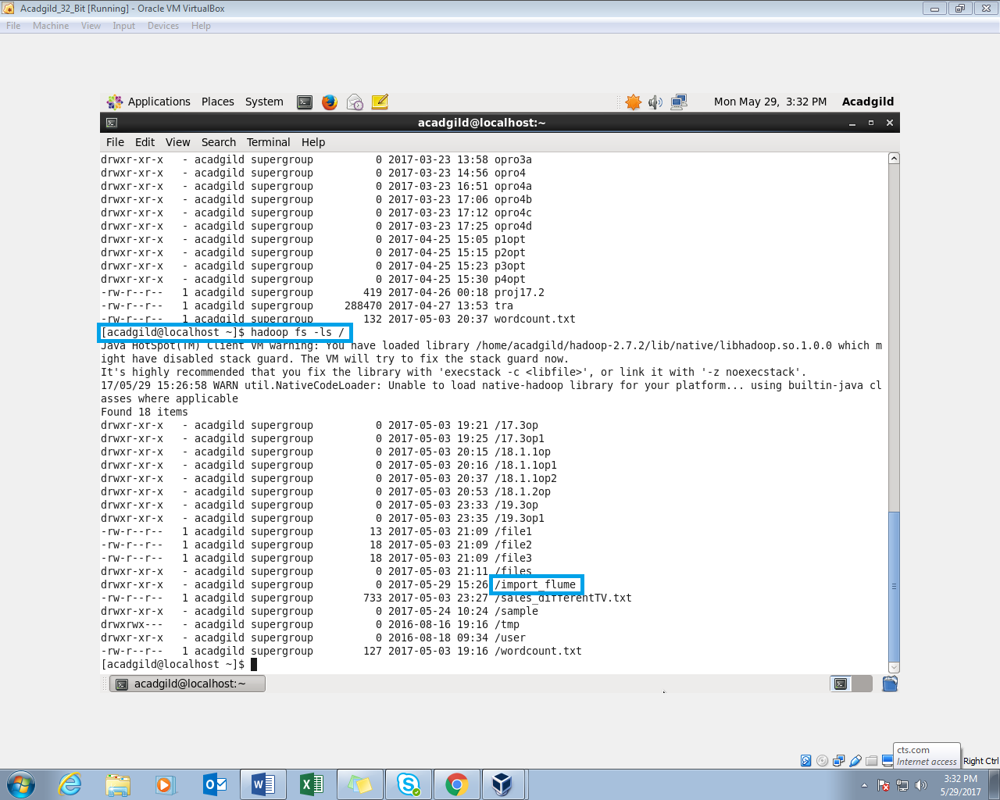 Acadgild_32_Bit [Running] - Oracle VM VirtualBox
File Machine View Input Devices Help
Applications Places System Mon May 29, 3:32 PM Acadgild
acadgild@localhost:~
File Edit View Search Terminal Help
drwxr-xr-x - acadgild supergroup 0 2017-03-23 13:58 opro3a
drwxr-xr-x - acadgild supergroup 0 2017-03-23 14:56 opro4
drwxr-xr-x - acadgild supergroup 0 2017-03-23 16:51 opro4a
drwxr-xr-x - acadgild supergroup 0 2017-03-23 17:06 opro4b
drwxr-xr-x - acadgild supergroup 0 2017-03-23 17:12 opro4c
drwxr-xr-x - acadgild supergroup 0 2017-03-23 17:25 opro4d
drwxr-xr-x - acadgild supergroup 0 2017-04-25 15:05 p1opt
drwxr-xr-x - acadgild supergroup 0 2017-04-25 15:15 p2opt
drwxr-xr-x - acadgild supergroup 0 2017-04-25 15:23 p3opt
drwxr-xr-x - acadgild supergroup 0 2017-04-25 15:30 p4opt
-rw-r--r-- 1 acadgild supergroup 419 2017-04-26 00:18 proj17.2
-rw-r--r-- 1 acadgild supergroup 288470 2017-04-27 13:53 tra
-rw-r--r-- 1 acadgild supergroup 132 2017-05-03 20:37 wordcount.txt
[acadgild@localhost ~]$ hadoop fs -ls /
Java HotSpot(TM) Client VM warning: You have loaded library /home/acadgild/hadoop-2.7.2/lib/native/libhadoop.so.1.0.0 which m
ight have disabled stack guard. The VM will try to fix the stack guard now.
It's highly recommended that you fix the library with 'execstack -c <libfile>', or link it with '-z noexecstack'.
17/05/29 15:26:58 WARN util.NativeCodeLoader: Unable to load native-hadoop library for your platform... using builtin-java cl
asses where applicable
Found 18 items
drwxr-xr-x - acadgild supergroup 0 2017-05-03 19:21 /17.3op
drwxr-xr-x - acadgild supergroup 0 2017-05-03 19:25 /17.3op1
drwxr-xr-x - acadgild supergroup 0 2017-05-03 20:15 /18.1.1op
drwxr-xr-x - acadgild supergroup 0 2017-05-03 20:16 /18.1.1op1
drwxr-xr-x - acadgild supergroup 0 2017-05-03 20:37 /18.1.1op2
drwxr-xr-x - acadgild supergroup 0 2017-05-03 20:53 /18.1.2op
drwxr-xr-x - acadgild supergroup 0 2017-05-03 23:33 /19.3op
drwxr-xr-x - acadgild supergroup 0 2017-05-03 23:35 /19.3op1
-rw-r--r-- 1 acadgild supergroup 13 2017-05-03 21:09 /file1
-rw-r--r-- 1 acadgild supergroup 18 2017-05-03 21:09 /file2
-rw-r--r-- 1 acadgild supergroup 18 2017-05-03 21:09 /file3
drwxr-xr-x - acadgild supergroup 0 2017-05-03 21:11 /files
drwxr-xr-x - acadgild supergroup 0 2017-05-29 15:26 /import_flume
-rw-r--r-- 1 acadgild supergroup 733 2017-05-03 23:27 /sales_differentTV.txt
drwxr-xr-x - acadgild supergroup 0 2017-05-24 10:24 /sample
drwxrwx--- - acadgild supergroup 0 2016-08-16 19:16 /tmp
drwxr-xr-x - acadgild supergroup 0 2016-08-18 09:34 /user
-rw-r--r-- 1 acadgild supergroup 127 2017-05-03 19:16 /wordcount.txt
[acadgild@localhost ~]$
acadgild@localhost:~
cts.com
Internet access
Right Ctrl
3:32 PM
5/29/2017